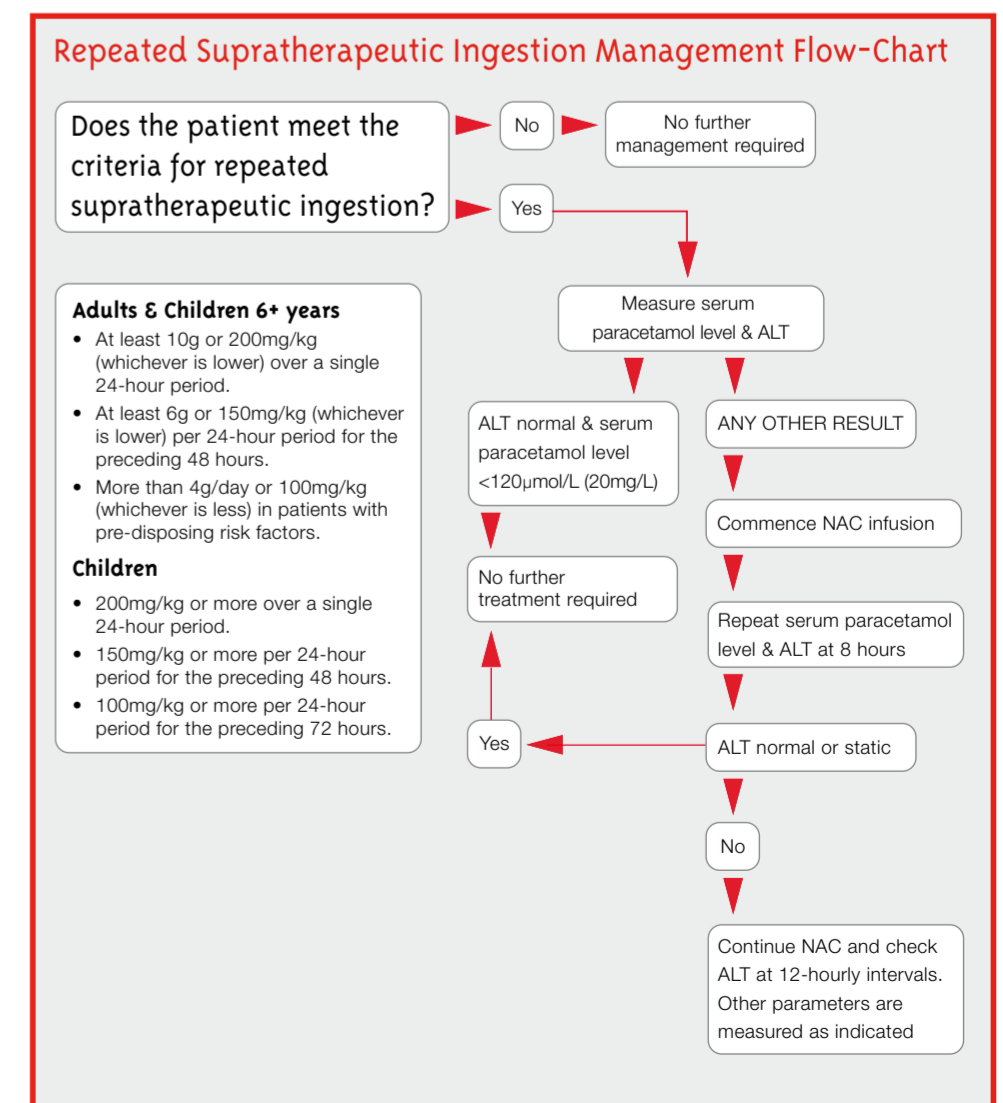 Repeated Supratherapeutic Ingestion Management Flow-Chart
Does the patient meet the
criteria for repeated
supratherapeutic ingestion?
No
No further
management required
Yes
Adults & Children 6+ years
• At least 10g or 200mg/kg
(whichever is lower) over a single
24-hour period.
• At least 6g or 150mg/kg (whichever
is lower) per 24-hour period for the
preceding 48 hours.
• More than 4g/day or 100mg/kg
(whichever is less) in patients with
pre-disposing risk factors.
Children
• 200mg/kg or more over a single
24-hour period.
• 150mg/kg or more per 24-hour
period for the preceding 48 hours.
• 100mg/kg or more per 24-hour
period for the preceding 72 hours.
Measure serum
paracetamol level & ALT
ALT normal & serum
paracetamol level
<120µmol/L (20mg/L)
No further
treatment required
ANY OTHER RESULT
Commence NAC infusion
Repeat serum paracetamol
level & ALT at 8 hours
ALT normal or static
Yes
No
Continue NAC and check
ALT at 12-hourly intervals.
Other parameters are
measured as indicated